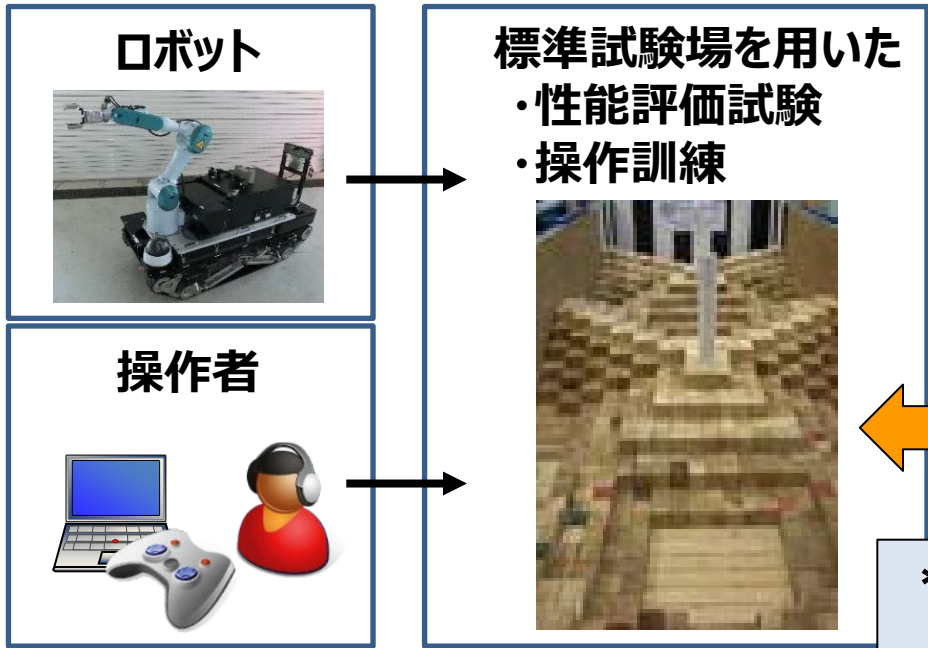 ロボット
標準試験場を用いた
・性能評価試験
・操作訓練
操作者
*